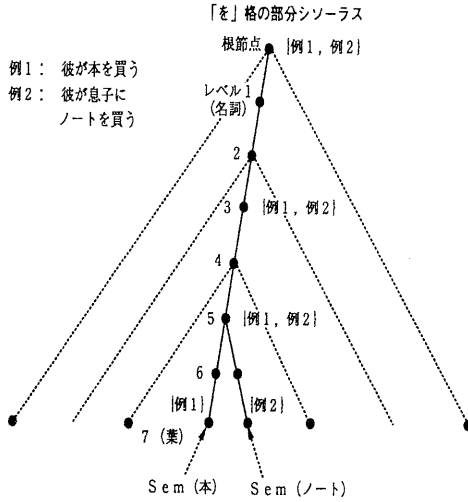 「を」格の部分シソーラス
根節点 {例1, 例2}
例1: 彼が本を買う
例2: 彼が息子に
ノートを買う
レベル1
(名詞)
2
3 {例1, 例2}
4
5 {例1, 例2}
6
{例1} {例2}
7 (葉)
Sem (本) Sem (ノート)